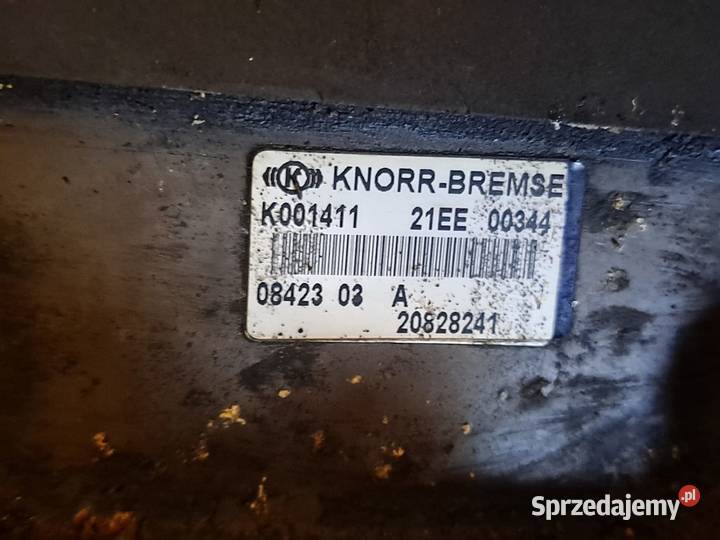 K KNORR-BREMSE
K001411 21EE 00344
08423 03 A
20828241
Sprzedajemy.pl